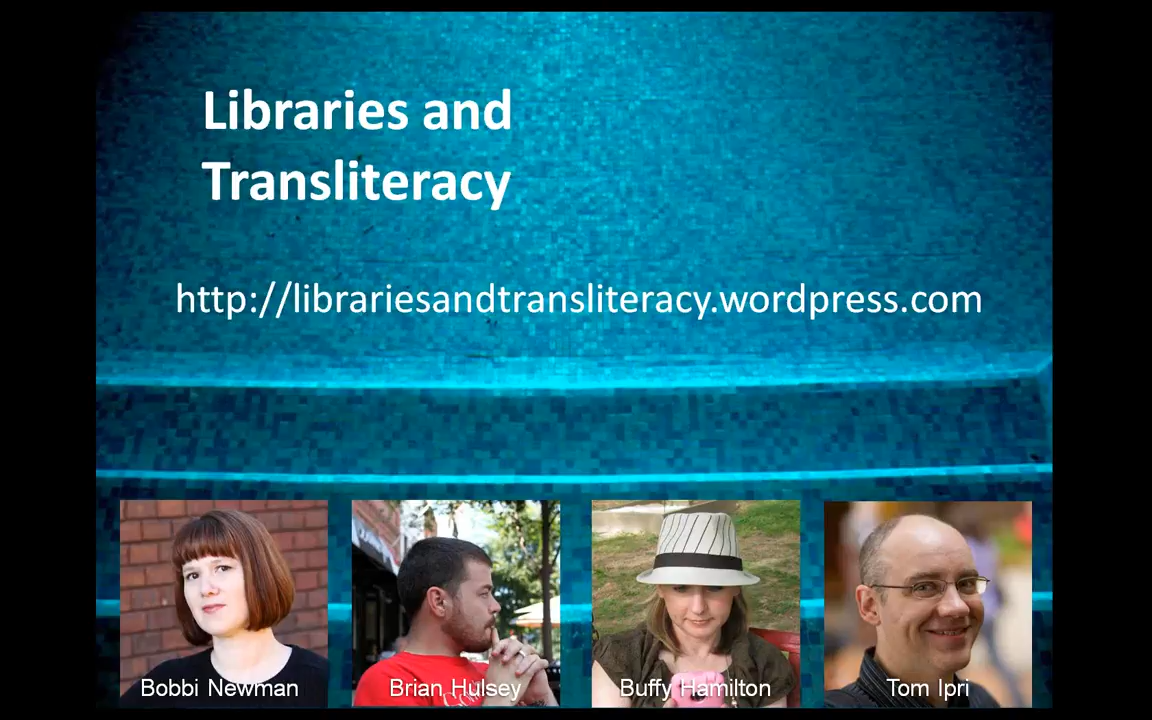 Libraries and
Transliteracy
http://librariesandtransliteracy.wordpress.com
Bobbi Newman
Brian Hulsey
Buffy Hamilton
Tom Ipri